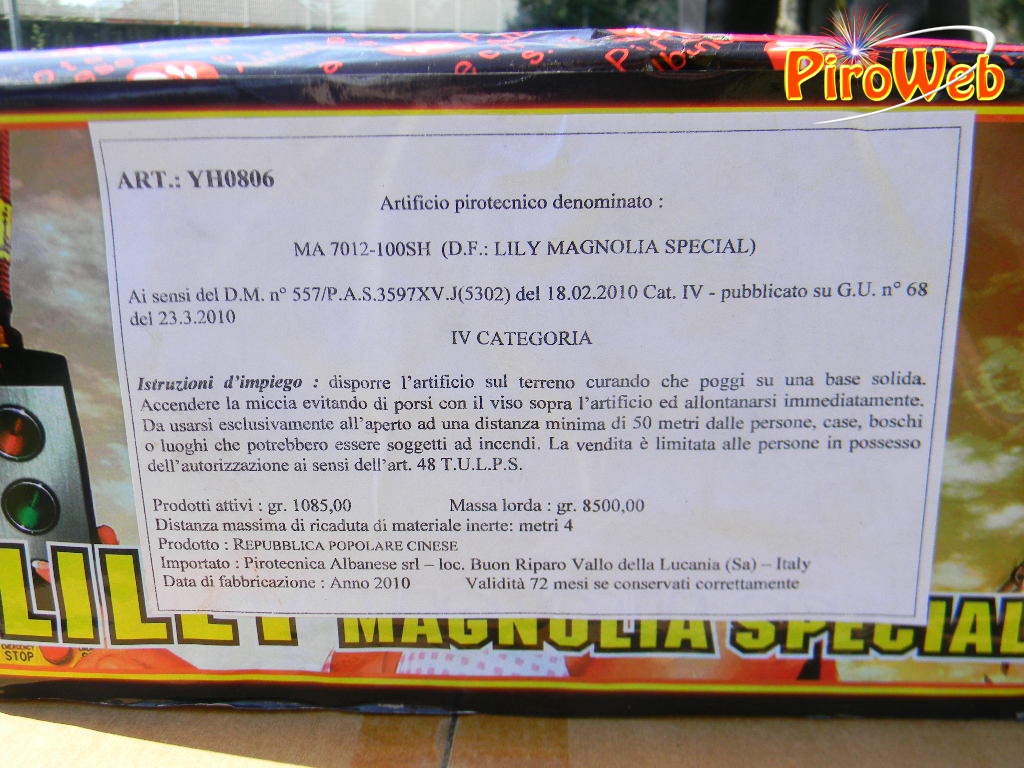 PiroWeb
ART.: YH0806
Artificio pirotecnico denominato :
MA 7012-100SH (D.F.: LILY MAGNOLIA SPECIAL)
Ai sensi del D.M. n° 557/P.A.S.3597XV.J(5302) del 18.02.2010 Cat. IV - pubblicato su G.U. n° 68
del 23.3.2010
IV CATEGORIA
Istruzioni d'impiego : disporre l'artificio sul terreno curando che poggi su una base solida.
Accendere la miccia evitando di porsi con il viso sopra l'artificio ed allontanarsi immediatamente.
Da usarsi esclusivamente all'aperto ad una distanza minima di 50 metri dalle persone, case, boschi
o luoghi che potrebbero essere soggetti ad incendi. La vendita è limitata alle persone in possesso
dell'autorizzazione ai sensi dell'art. 48 T.U.L.P.S.
Prodotti attivi : gr. 1085,00 Massa lorda : gr. 8500,00
Distanza massima di ricaduta di materiale inerte: metri 4
Prodotto : REPUBBLICA POPOLARE CINESE
Importato : Pirotecnica Albanese srl – loc. Buon Riparo Vallo della Lucania (Sa) – Italy
Data di fabbricazione : Anno 2010 Validità 72 mesi se conservati correttamente
MAGNOLIA SPECIAL
EMERGENCY
STOP